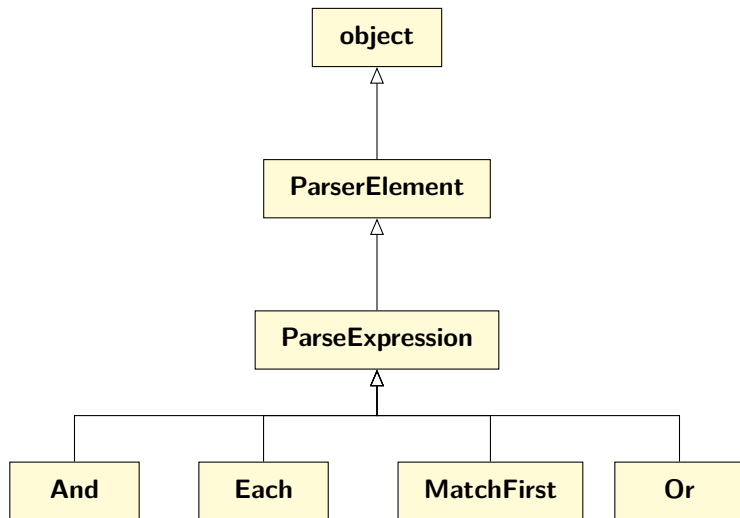 object
ParserElement
ParseExpression
And
Each
MatchFirst
Or